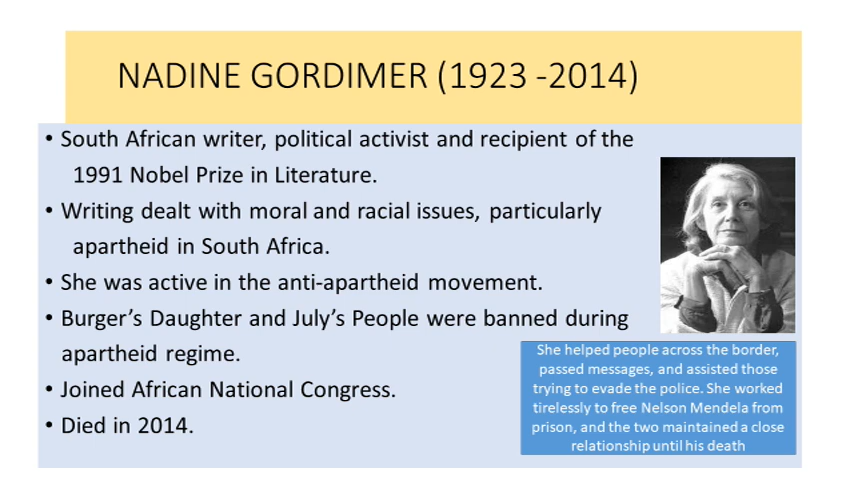 NADINE GORDIMER (1923 -2014)
• South African writer, political activist and recipient of the
1991 Nobel Prize in Literature.
• Writing dealt with moral and racial issues, particularly
apartheid in South Africa.
• She was active in the anti-apartheid movement.
• Burger’s Daughter and July’s People were banned during
apartheid regime.
• Joined African National Congress.
• Died in 2014.
She helped people across the border,
passed messages, and assisted those
trying to evade the police. She worked
tirelessly to free Nelson Mendela from
prison, and the two maintained a close
relationship until his death